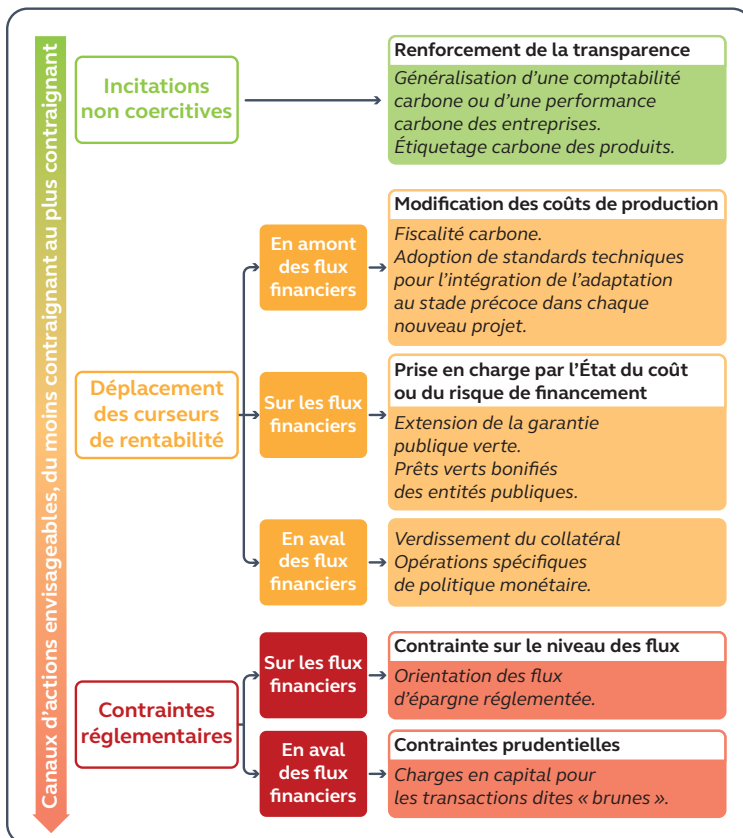 Canaux d'actions envisageables, du moins contraignant au plus contraignant
Incitations
non coercitives
Renforcement de la transparence
Généralisation d'une comptabilité
carbone ou d'une performance
carbone des entreprises.
Étiquetage carbone des produits.
Déplacement
des curseurs
de rentabilité
En amont
des flux
financiers
Modification des coûts de production
Fiscalité carbone.
Adoption de standards techniques
pour l'intégration de l'adaptation
au stade précoce dans chaque
nouveau projet.
Sur les flux
financiers
Prise en charge par l'État du coût
ou du risque de financement
Extension de la garantie
publique verte.
Prêts verts bonifiés
des entités publiques.
En aval
des flux
financiers
Verdissement du collatéral
Opérations spécifiques
de politique monétaire.
Contraintes
réglementaires
Sur les flux
financiers
Contrainte sur le niveau des flux
Orientation des flux
d'épargne réglementée.
En aval
des flux
financiers
Contraintes prudentielles
Charges en capital pour
les transactions dites « brunes ».